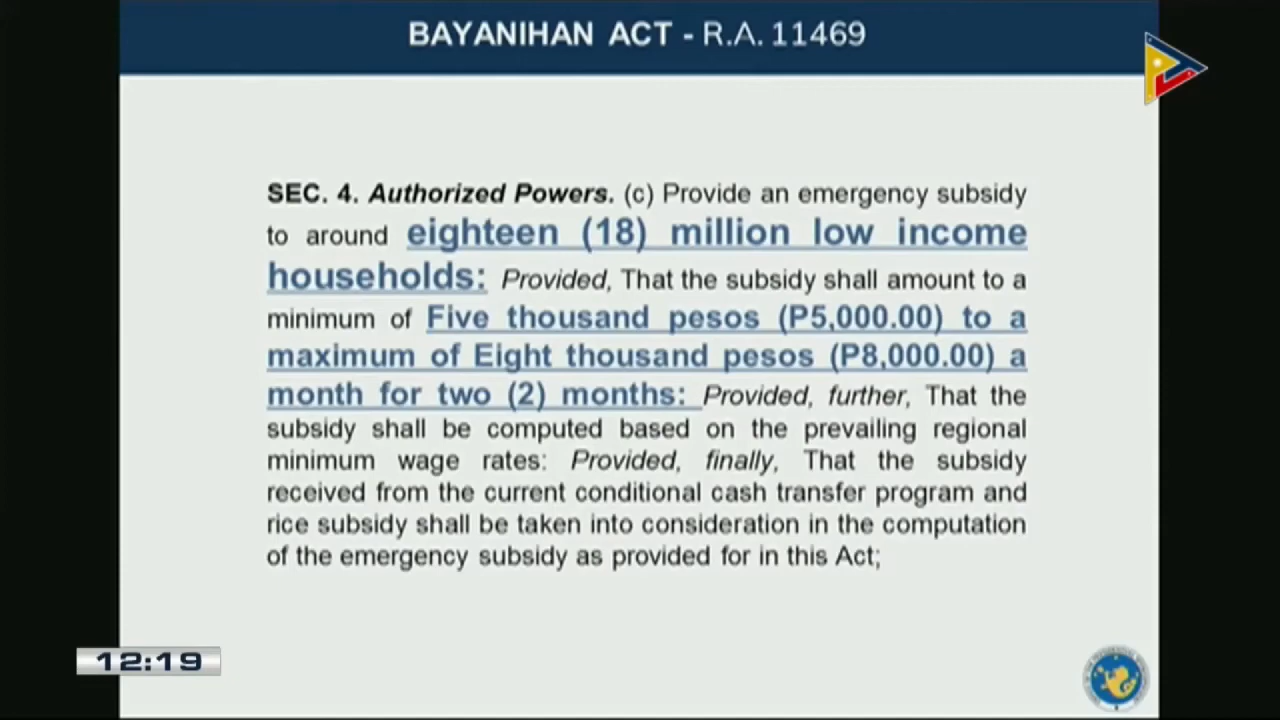 BAYANIHAN ACT - R.A. 11469
SEC. 4. Authorized Powers. (c) Provide an emergency subsidy
to around eighteen (18) million low income
households: Provided, That the subsidy shall amount to a
minimum of Five thousand pesos (P5,000.00) to a
maximum of Eight thousand pesos (P8,000.00) a
month for two (2) months: Provided, further, That the
subsidy shall be computed based on the prevailing regional
minimum wage rates: Provided, finally, That the subsidy
received from the current conditional cash transfer program and
rice subsidy shall be taken into consideration in the computation
of the emergency subsidy as provided for in this Act;
12:19